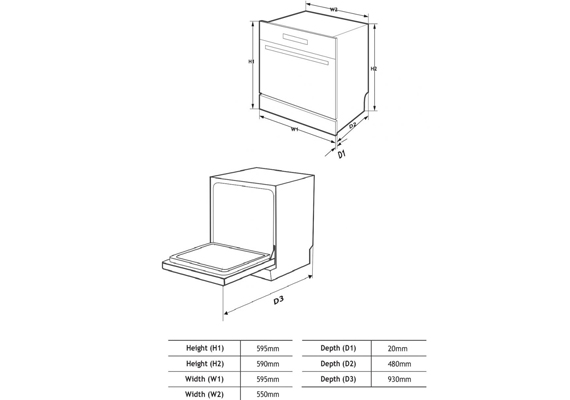 W2
H1
H2
W1
D2
D1
D3
Height (H1) 595mm Depth (D1) 20mm
Height (H2) 590mm Depth (D2) 480mm
Width (W1) 595mm Depth (D3) 930mm
Width (W2) 550mm